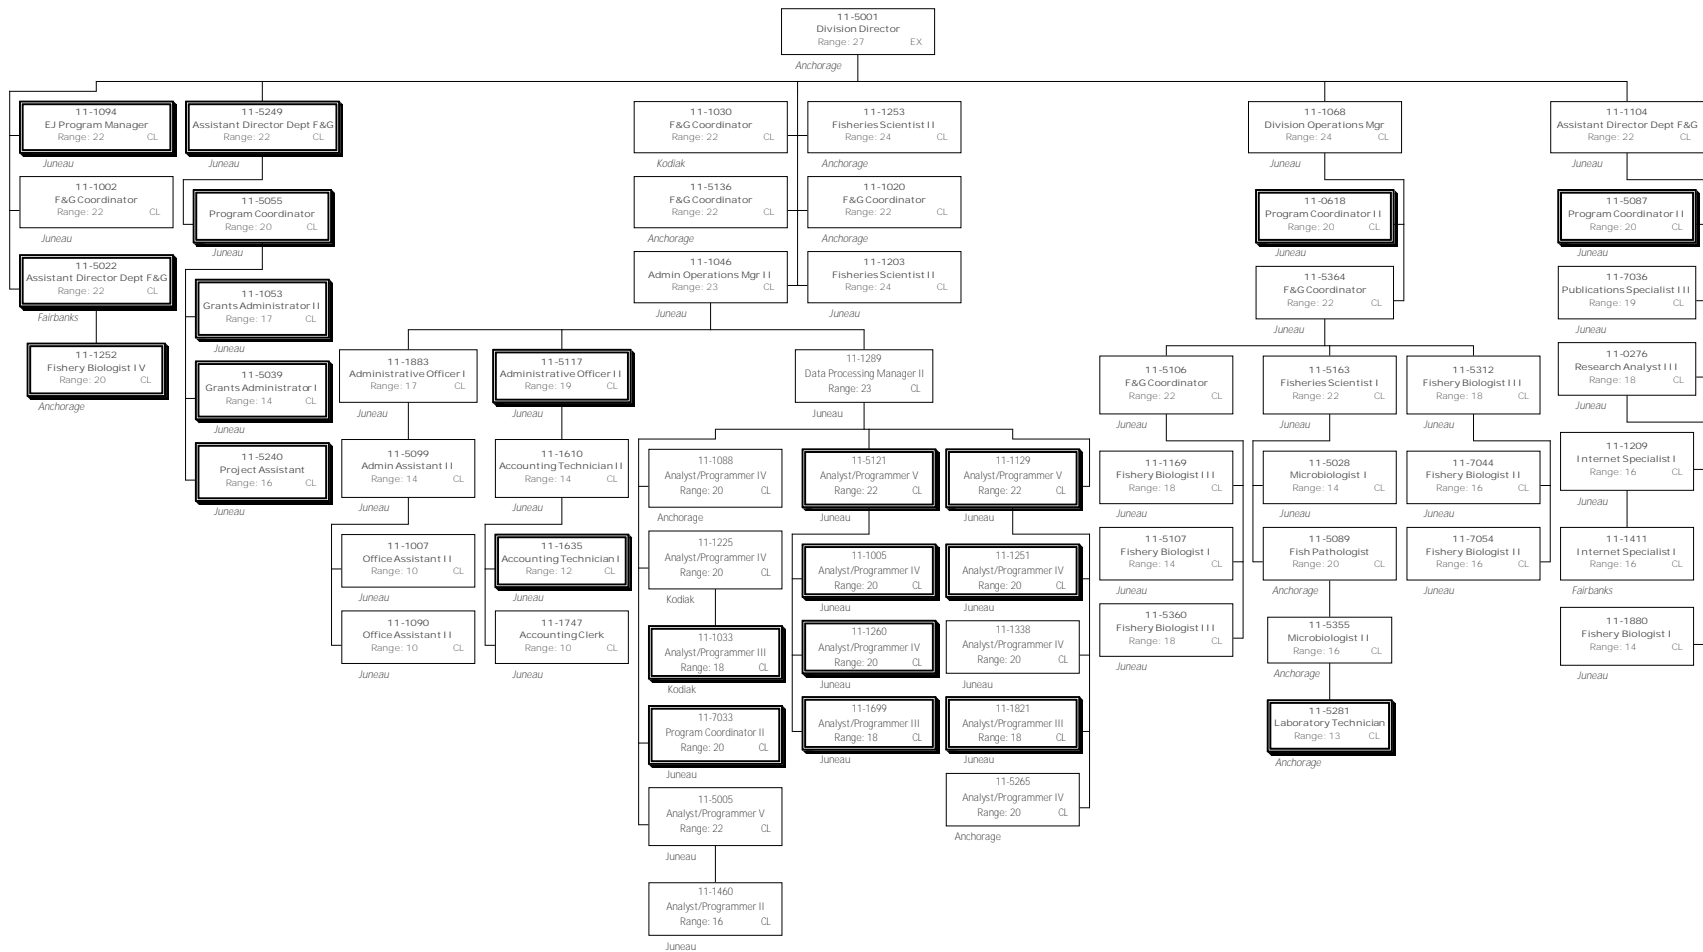 11-5001
Division Director
Range: 27 EX
Anchorage
11-1094
EJ Program Manager
Range: 22 CL
Juneau
11-5249
Assistant Director Dept F&G
Range: 22 CL
Juneau
11-1030
F&G Coordinator
Range: 22 CL
Kodiak
11-1253
Fisheries Scientist II
Range: 24 CL
Anchorage
11-1068
Division Operations Mgr
Range: 24 CL
Juneau
11-1104
Assistant Director Dept F&G
Range: 22 CL
Juneau
11-1002
F&G Coordinator
Range: 22 CL
Juneau
11-5055
Program Coordinator
Range: 20 CL
Juneau
11-5136
F&G Coordinator
Range: 22 CL
Anchorage
11-1020
F&G Coordinator
Range: 22 CL
Anchorage
11-0618
Program Coordinator II
Range: 20 CL
Juneau
11-5087
Program Coordinator II
Range: 20 CL
Juneau
11-5022
Assistant Director Dept F&G
Range: 22 CL
Fairbanks
11-1053
Grants Administrator II
Range: 17 CL
Juneau
11-1046
Admin Operations Mgr II
Range: 23 CL
Juneau
11-1203
Fisheries Scientist II
Range: 24 CL
Juneau
11-5364
F&G Coordinator
Range: 22 CL
Juneau
11-7036
Publications Specialist III
Range: 19 CL
Juneau
11-1252
Fishery Biologist IV
Range: 20 CL
Anchorage
11-5039
Grants Administrator I
Range: 14 CL
Juneau
11-1883
Administrative Officer I
Range: 17 CL
Juneau
11-5117
Administrative Officer II
Range: 19 CL
Juneau
11-1289
Data Processing Manager II
Range: 23 CL
Juneau
11-5106
F&G Coordinator
Range: 22 CL
Juneau
11-5163
Fisheries Scientist I
Range: 22 CL
Juneau
11-5312
Fishery Biologist III
Range: 18 CL
Juneau
11-0276
Research Analyst III
Range: 18 CL
Juneau
11-5240
Project Assistant
Range: 16 CL
Juneau
11-5099
Admin Assistant II
Range: 14 CL
Juneau
11-1610
Accounting Technician II
Range: 14 CL
Juneau
11-1088
Analyst/Programmer IV
Range: 20 CL
Anchorage
11-5121
Analyst/Programmer V
Range: 22 CL
Juneau
11-1129
Analyst/Programmer V
Range: 22 CL
Juneau
11-1169
Fishery Biologist III
Range: 18 CL
Juneau
11-5028
Microbiologist I
Range: 14 CL
Juneau
11-7044
Fishery Biologist II
Range: 16 CL
Juneau
11-1209
Internet Specialist I
Range: 16 CL
Juneau
11-1007
Office Assistant II
Range: 10 CL
Juneau
11-1635
Accounting Technician I
Range: 12 CL
Juneau
11-1225
Analyst/Programmer IV
Range: 20 CL
Kodiak
11-1005
Analyst/Programmer IV
Range: 20 CL
Juneau
11-1251
Analyst/Programmer IV
Range: 20 CL
Juneau
11-5107
Fishery Biologist I
Range: 14 CL
Juneau
11-5089
Fish Pathologist
Range: 20 CL
Anchorage
11-7054
Fishery Biologist II
Range: 16 CL
Juneau
11-1411
Internet Specialist I
Range: 16 CL
Fairbanks
11-1090
Office Assistant II
Range: 10 CL
Juneau
11-1747
Accounting Clerk
Range: 10 CL
Juneau
11-1033
Analyst/Programmer III
Range: 18 CL
Kodiak
11-1260
Analyst/Programmer IV
Range: 20 CL
Juneau
11-1338
Analyst/Programmer IV
Range: 20 CL
Juneau
11-5360
Fishery Biologist III
Range: 18 CL
Juneau
11-5355
Microbiologist II
Range: 16 CL
Anchorage
11-1880
Fishery Biologist I
Range: 14 CL
Juneau
11-7033
Program Coordinator II
Range: 20 CL
Juneau
11-1699
Analyst/Programmer III
Range: 18 CL
Juneau
11-1821
Analyst/Programmer III
Range: 18 CL
Juneau
11-5281
Laboratory Technician
Range: 13 CL
Anchorage
11-5005
Analyst/Programmer V
Range: 22 CL
Juneau
11-5265
Analyst/Programmer IV
Range: 20 CL
Anchorage
11-1460
Analyst/Programmer II
Range: 16 CL
Juneau